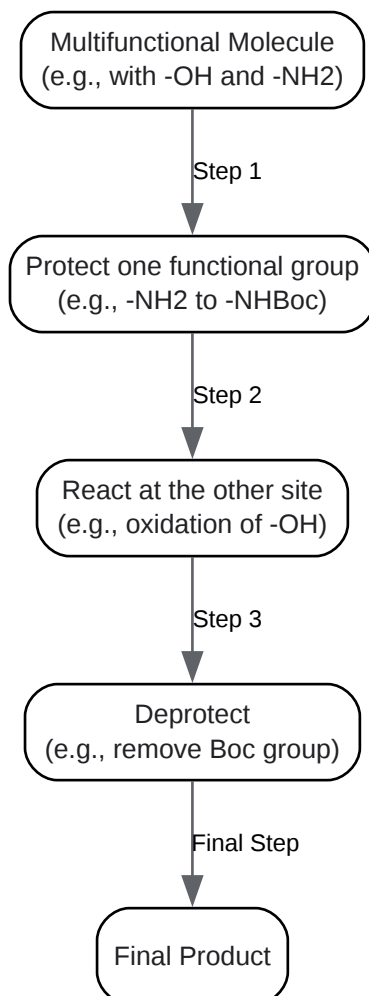 Multifunctional Molecule
(e.g., with -OH and -NH2)
Step 1
Protect one functional group
(e.g., -NH2 to -NHBoc)
Step 2
React at the other site
(e.g., oxidation of -OH)
Step 3
Deprotect
(e.g., remove Boc group)
Final Step
Final Product